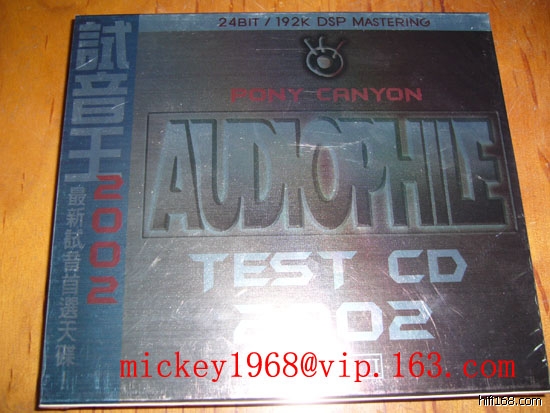 24BIT / 192K DSP MASTERING
試音王2002
最新試音首選天碟
PONY CANYON
AUDIOPHILE
TEST CD
2002
mickey1968@vip.163.com
hifi168.com